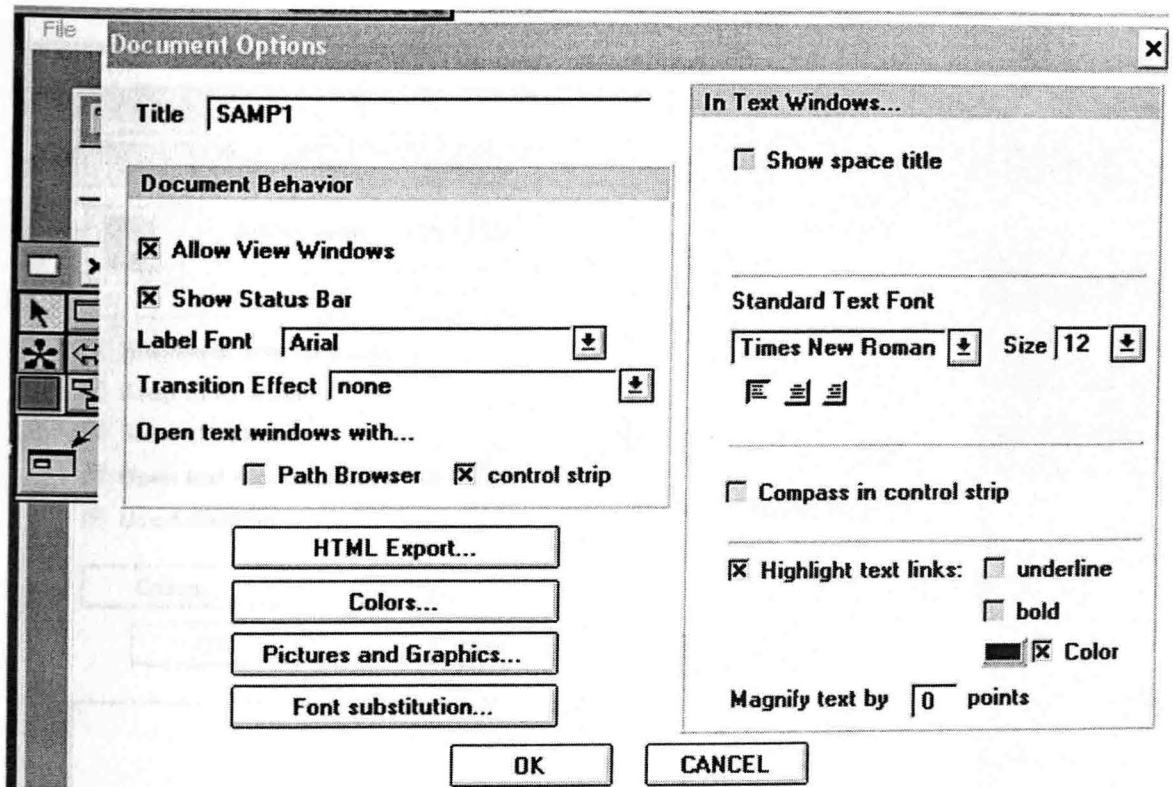 File
Document Options
Title SAMP1
Document Behavior
Allow View Windows
Show Status Bar
Label Font Arial
Transition Effect none
Open text windows with...
Path Browser control strip
HTML Export...
Colors...
Pictures and Graphics...
Font substitution...
In Text Windows...
Show space title
Standard Text Font
Times New Roman Size 12
Compass in control strip
Highlight text links: underline
bold
Color
Magnify text by 0 points
OK CANCEL